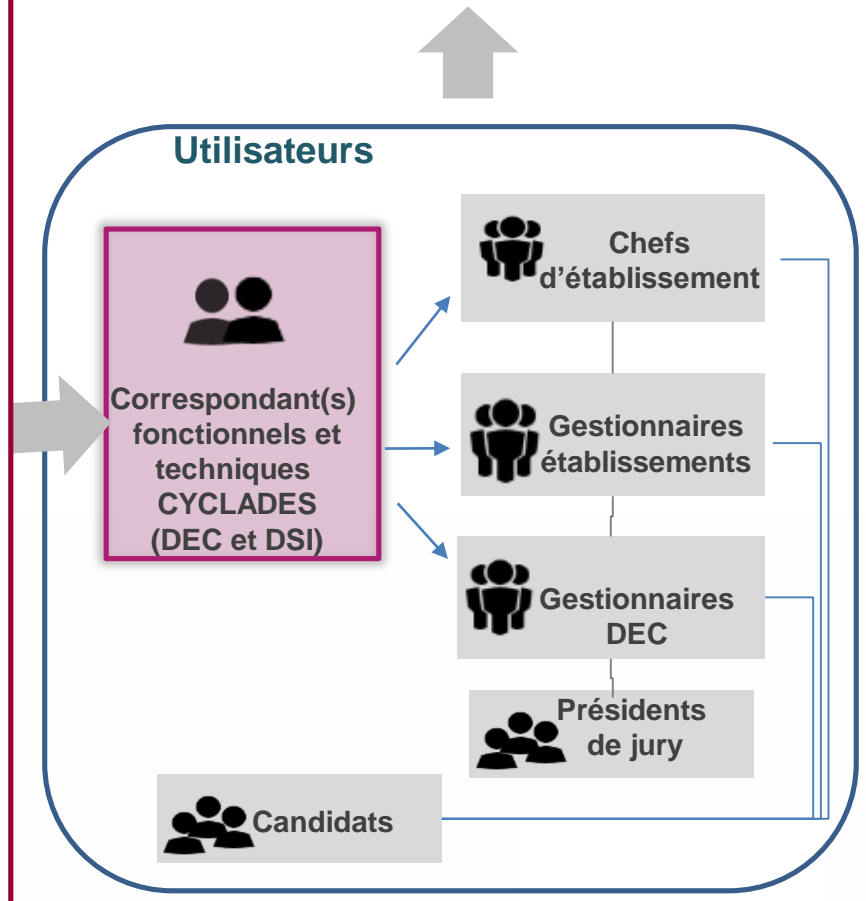 Utilisateurs
Correspondant(s)
fonctionnels et
techniques
CYCLADES
(DEC et DSI)
Chefs
d'établissement
Gestionnaires
établissements
Gestionnaires
DEC
Présidents
de jury
Candidats